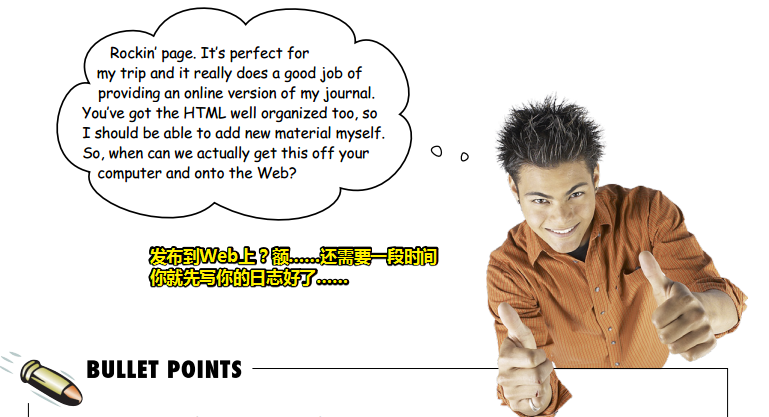 Rockin' page. It's perfect for
my trip and it really does a good job of
providing an online version of my journal.
You've got the HTML well organized too, so
I should be able to add new material myself.
So, when can we actually get this off your
computer and onto the Web?
发布到Web上？额……还需要一段时间
你就先写你的日志好了……
BULLET POINTS